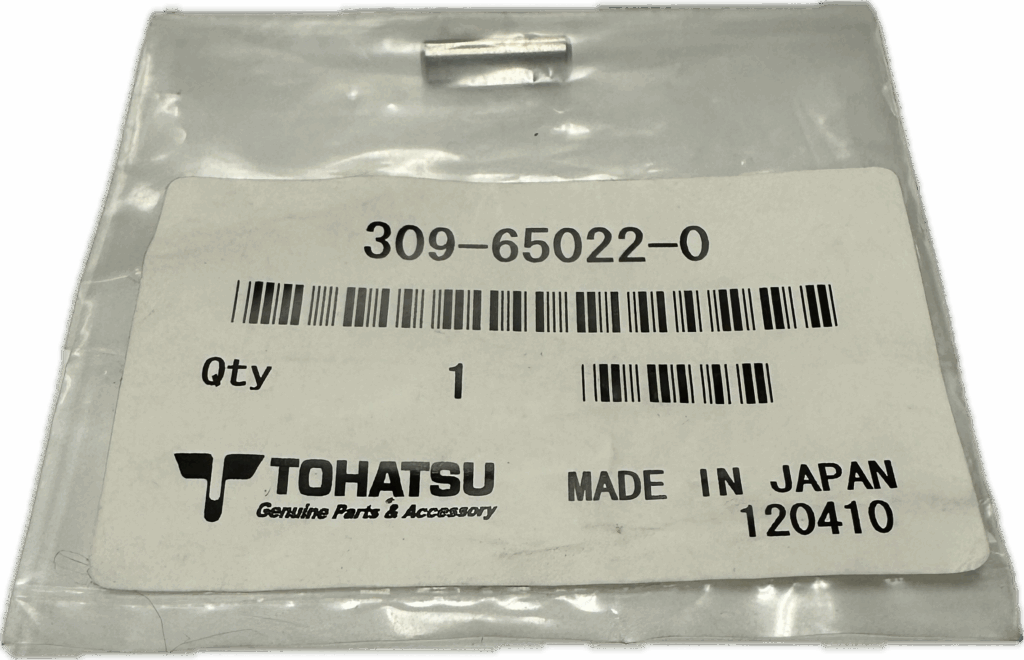 309-65022-0
Qty 1
TOHATSU
Genuine Parts & Accessory
MADE IN JAPAN
120410